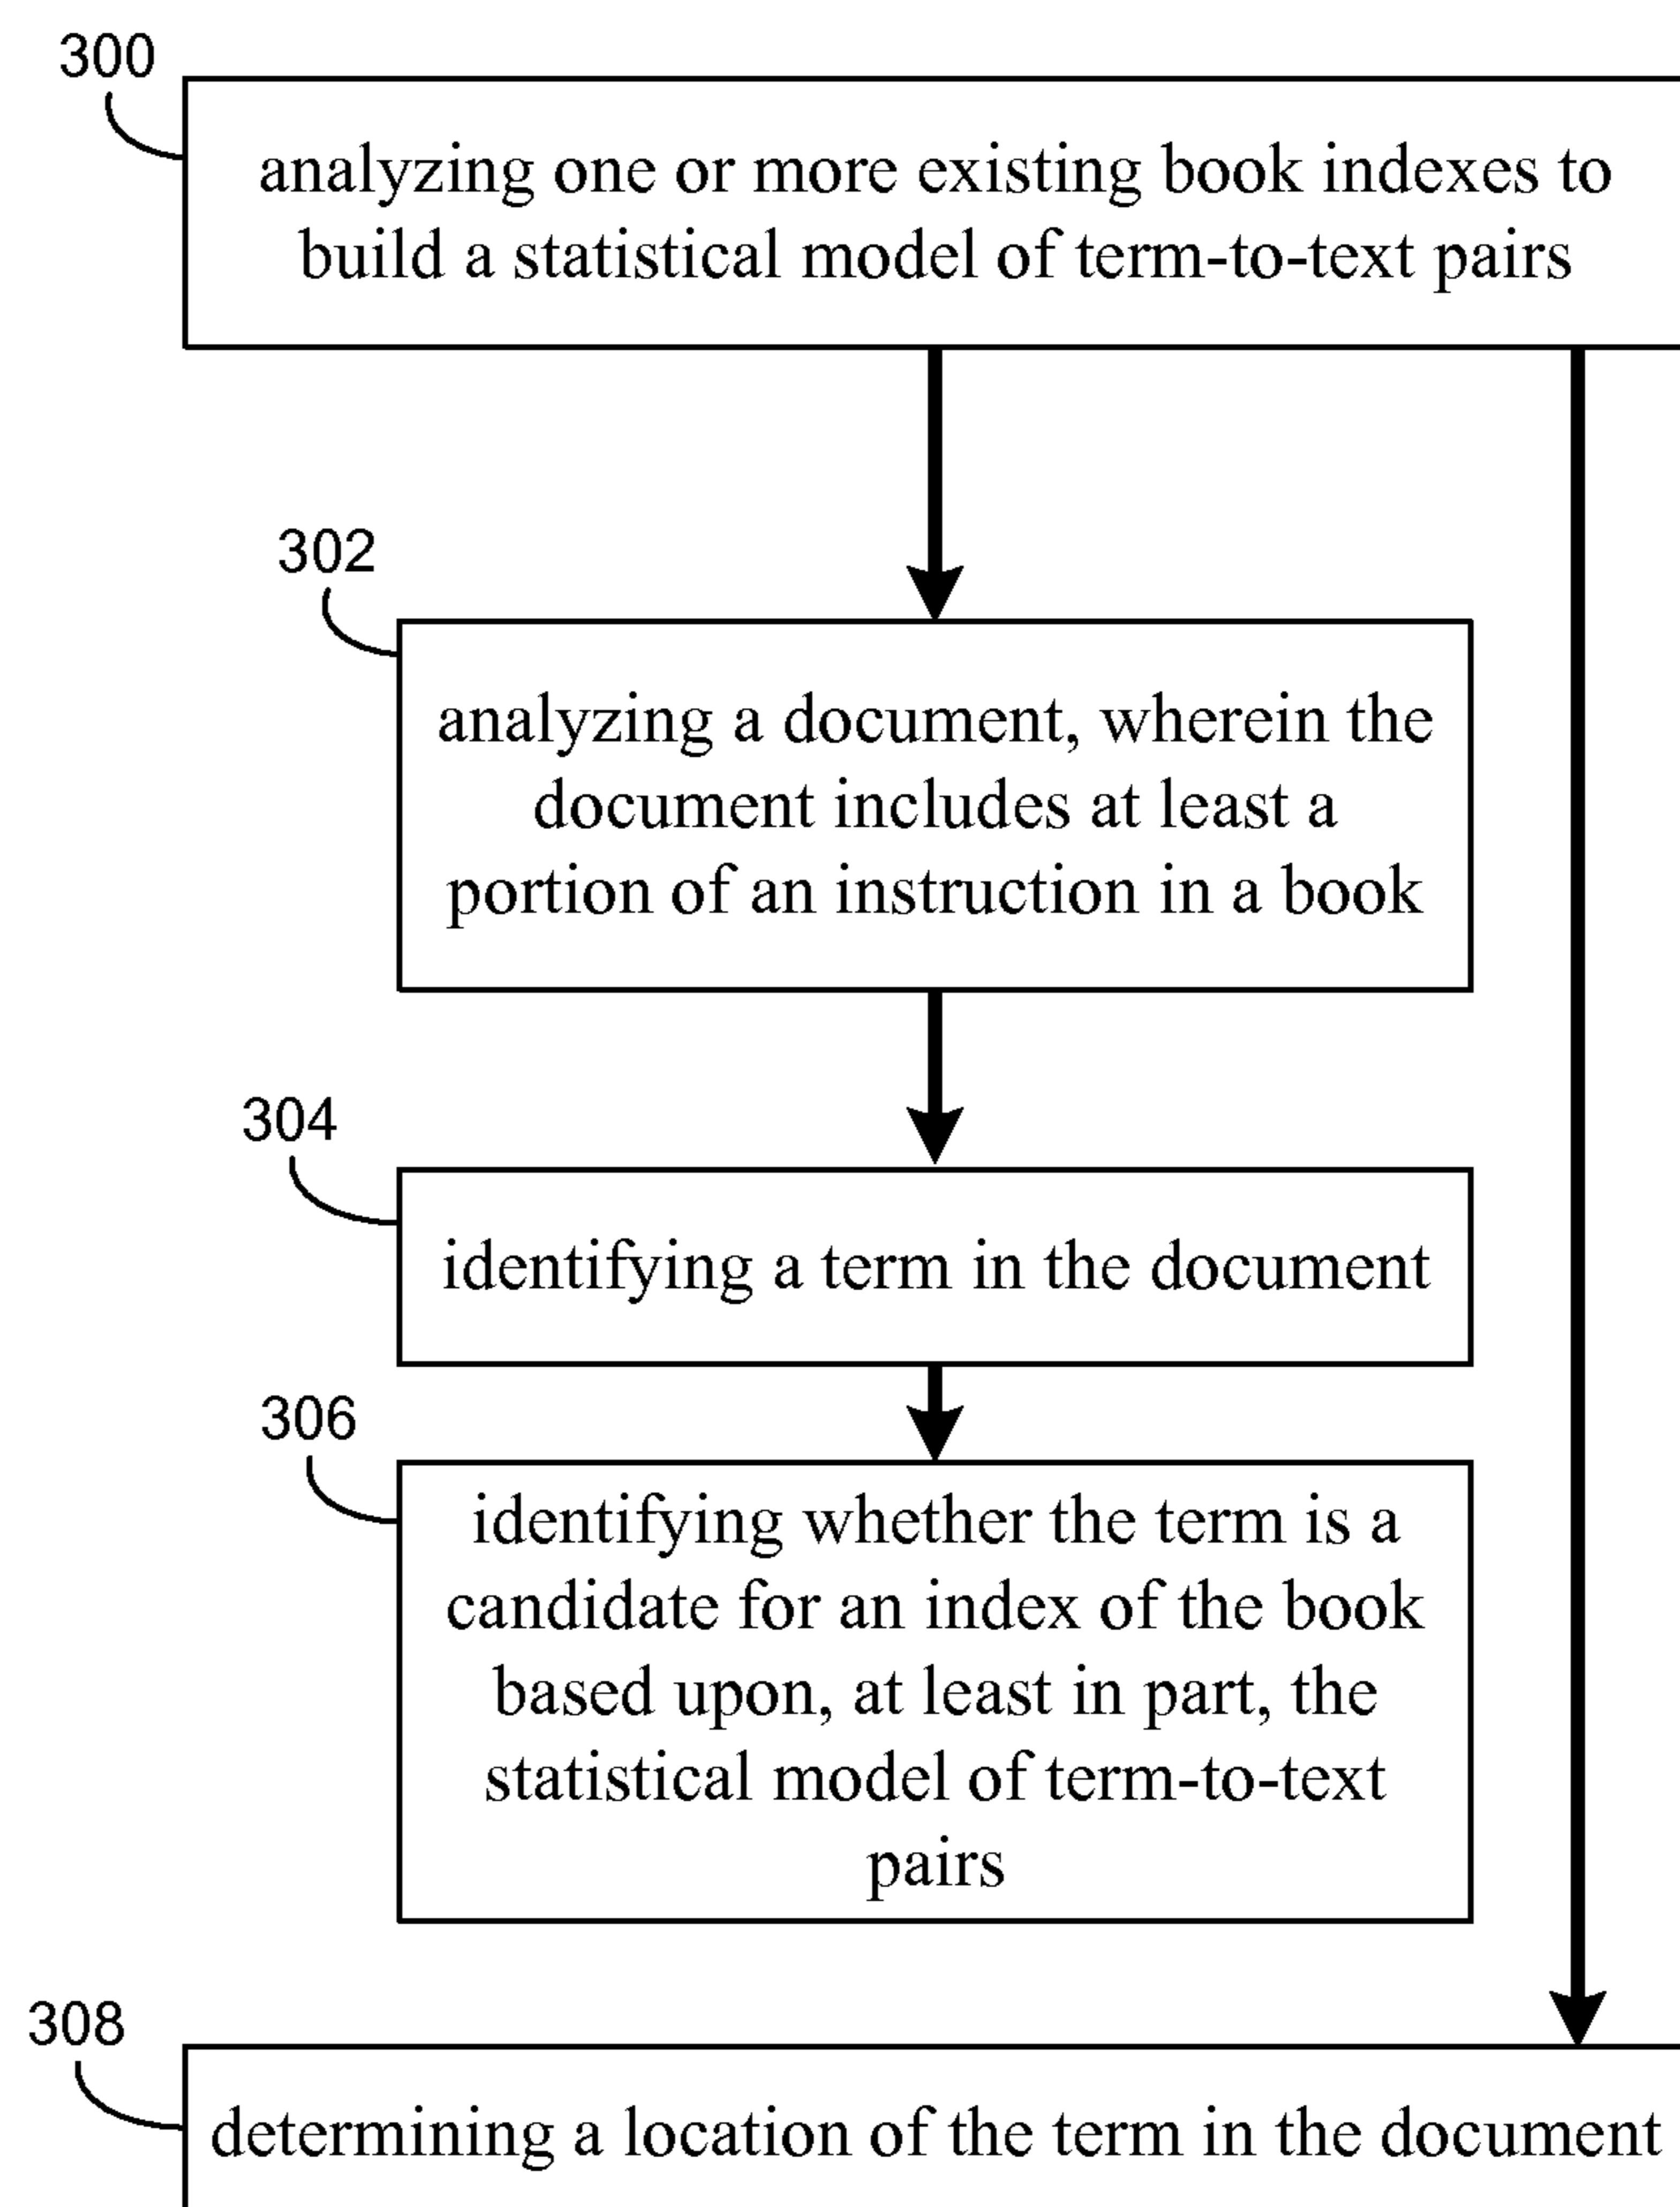 300
analyzing one or more existing book indexes to
build a statistical model of term-to-text pairs
302
analyzing a document, wherein the
document includes at least a
portion of an instruction in a book
304
identifying a term in the document
306
identifying whether the term is a
candidate for an index of the book
based upon, at least in part, the
statistical model of term-to-text
pairs
308
determining a location of the term in the document